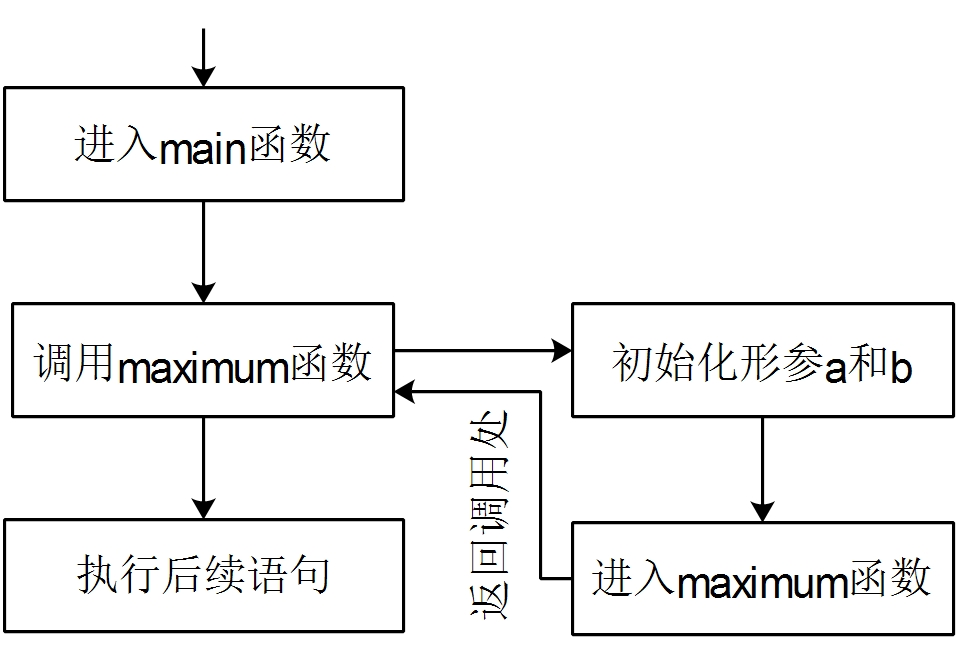 进入main函数
调用maximum函数
初始化形参a和b
返回调用处
执行后续语句
进入maximum函数